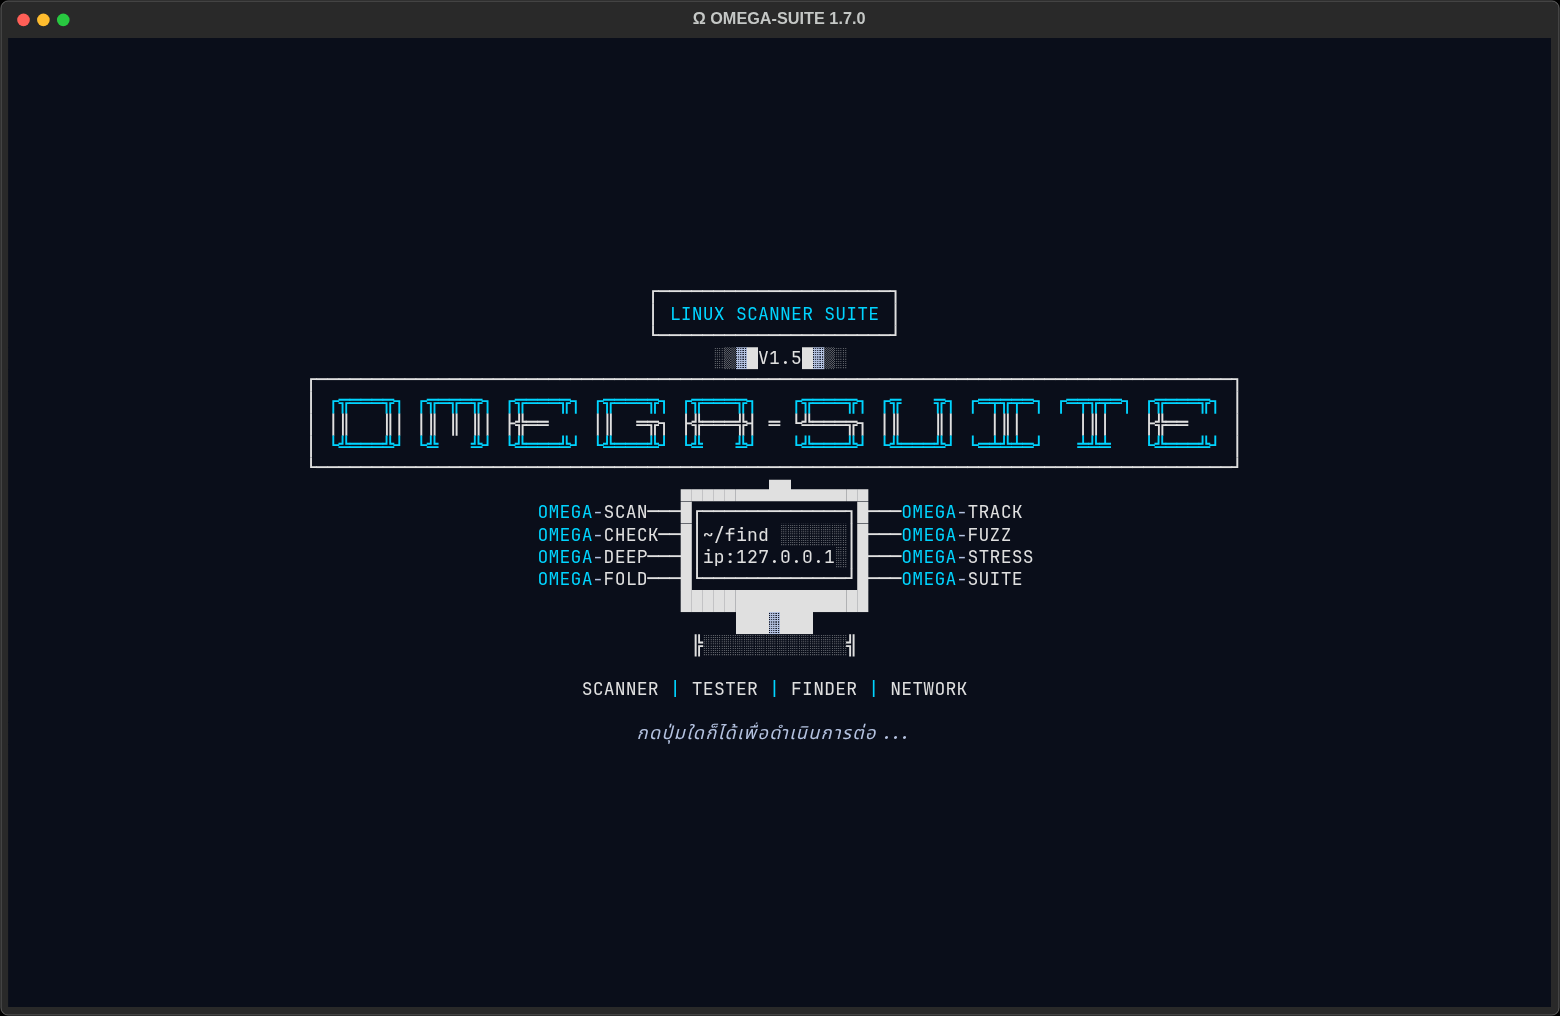 Ω OMEGA-SUITE 1.7.0
LINUX SCANNER SUITE
V1.5
OMEGA-SUITE
OMEGA-SCAN
OMEGA-CHECK
OMEGA-DEEP
OMEGA-FOLD
~/find
ip:127.0.0.1
OMEGA-TRACK
OMEGA-FUZZ
OMEGA-STRESS
OMEGA-SUITE
SCANNER | TESTER | FINDER | NETWORK
กดปุ่มใดก็ได้เพื่อดำเนินการต่อ ...